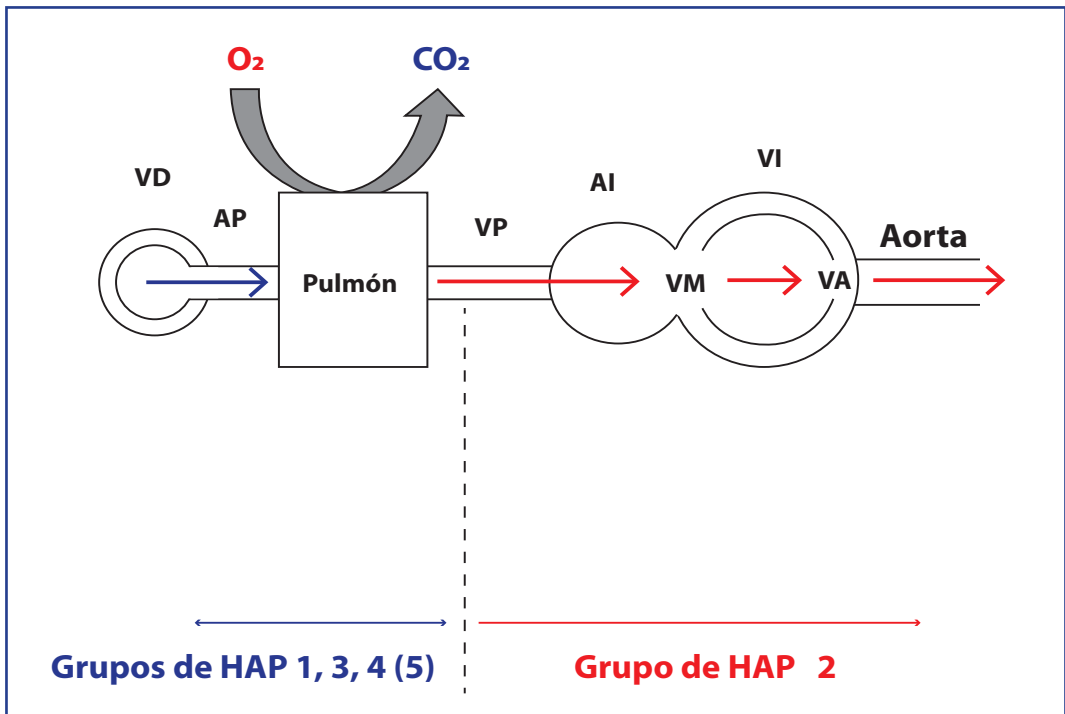 O₂
CO₂
VD
AP
VP
AI
VI
Aorta
Pulmón
VM
VA
Grupos de HAP 1, 3, 4 (5)
Grupo de HAP 2